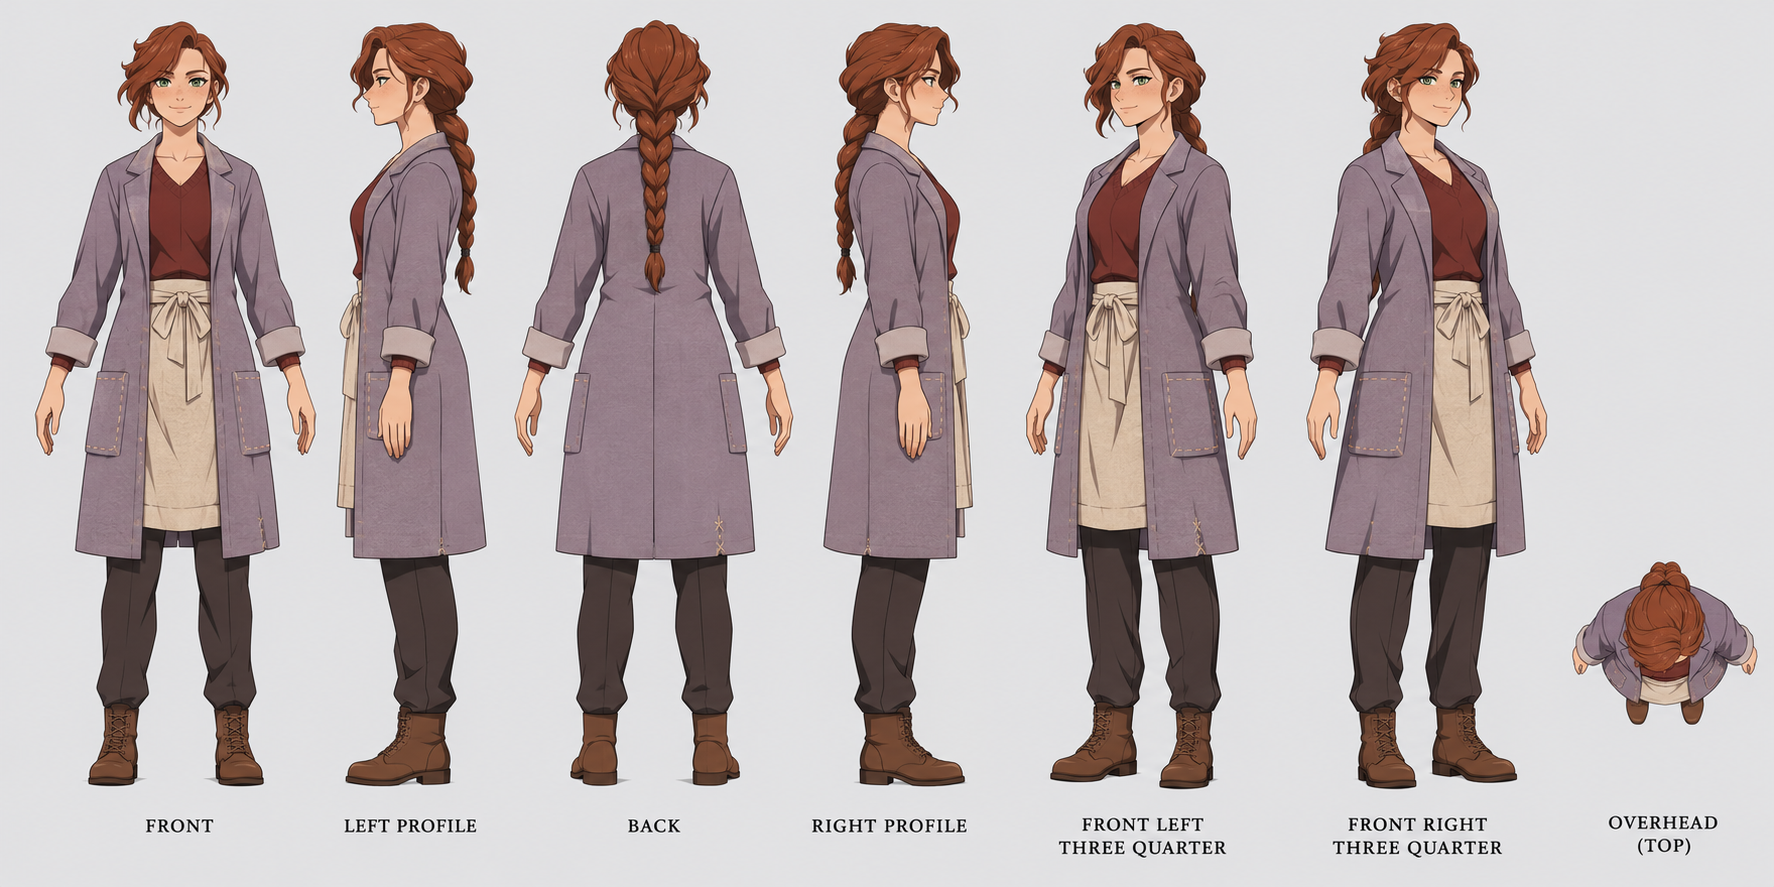 FRONT
LEFT PROFILE
BACK
RIGHT PROFILE
FRONT LEFT
THREE QUARTER
FRONT RIGHT
THREE QUARTER
OVERHEAD
(TOP)